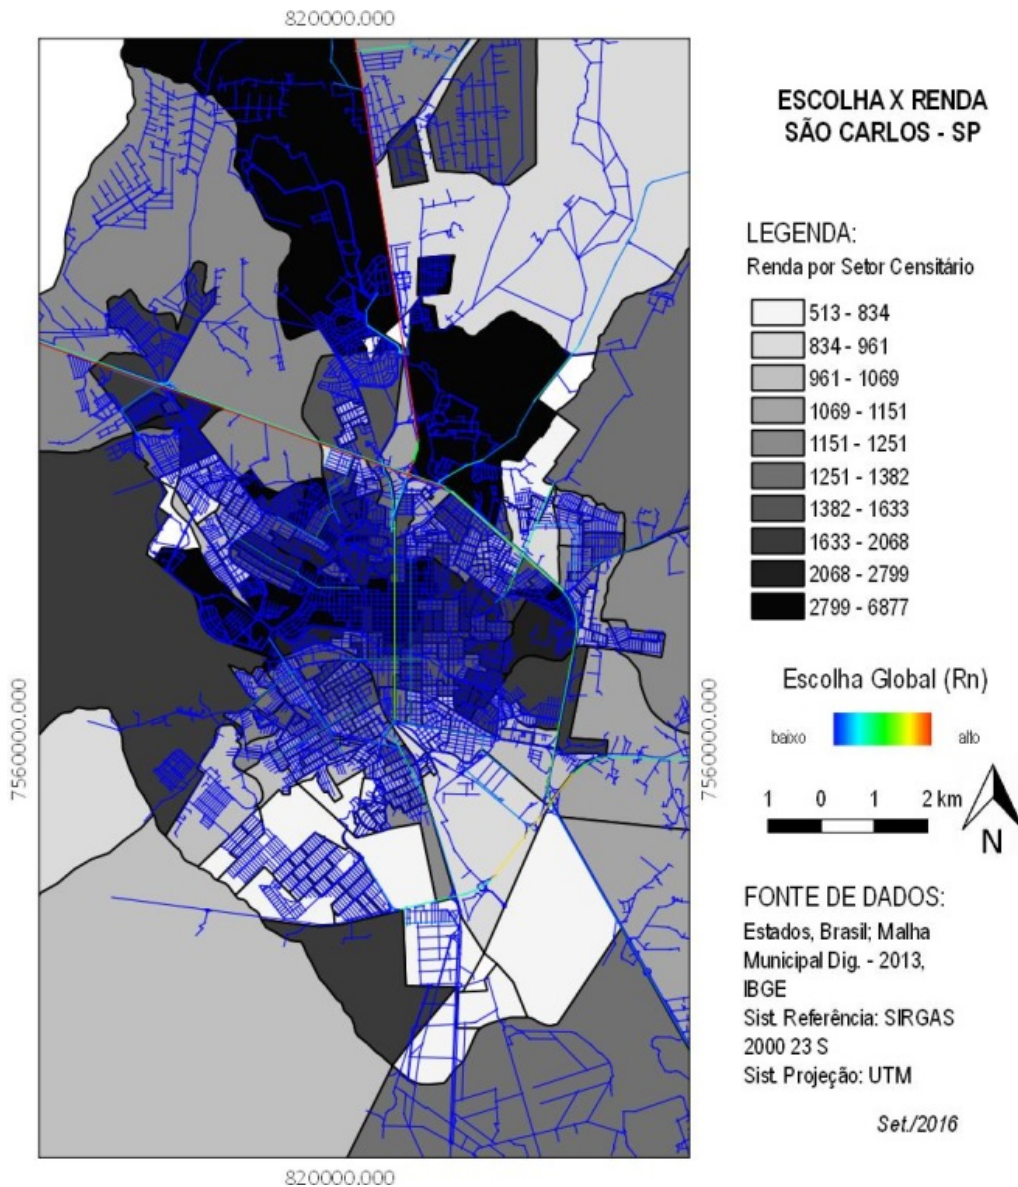 820000.000
ESCOLHA X RENDA
SÃO CARLOS - SP
LEGENDA:
Renda por Setor Censitário
513 - 834
834 - 961
961 - 1069
1069 - 1151
1151 - 1251
1251 - 1382
1382 - 1633
1633 - 2068
2068 - 2799
2799 - 6877
7560000.000
7560000.000
Escolha Global (Rn)
baixo
alto
1 0 1 2 km
N
FONTE DE DADOS:
Estados, Brasil; Malha
Municipal Dig. - 2013,
IBGE
Sist. Referência: SIRGAS
2000 23 S
Sist. Projeção: UTM
Set./2016
820000.000